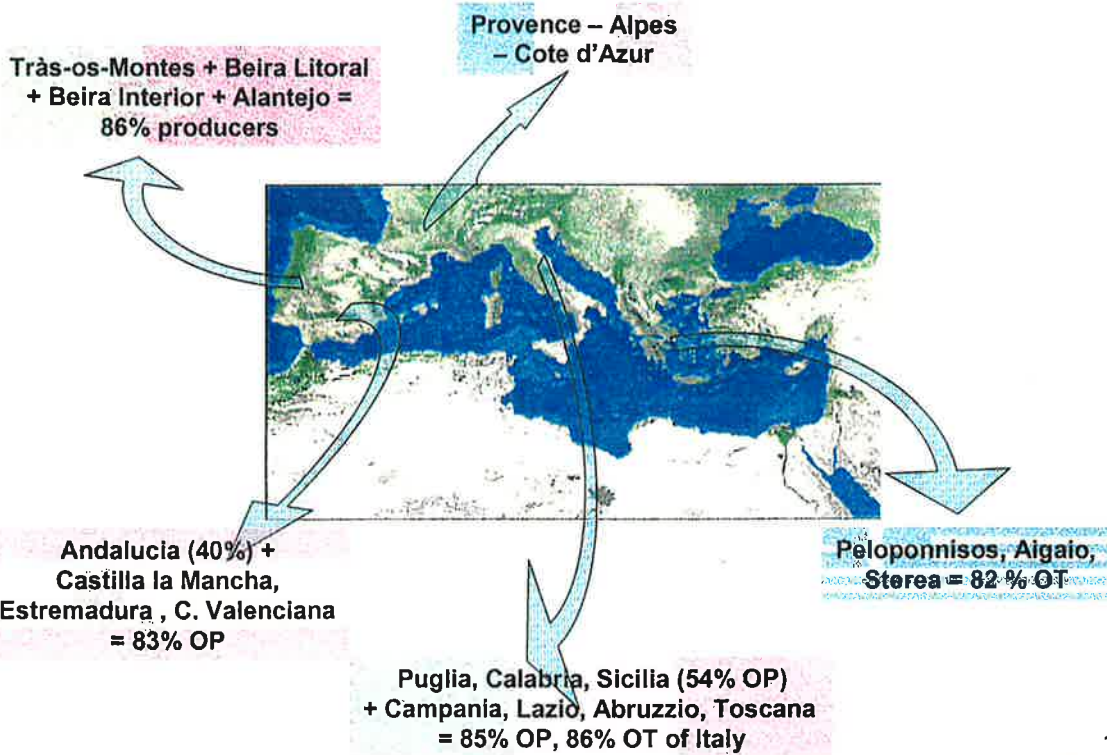 Provence – Alpes
– Cote d'Azur
Tràs-os-Montes + Beira Litoral
+ Beira Interior + Alantejo =
86% producers
Andalucia (40%) +
Castilla la Mancha,
Estremadura , C. Valenciana
= 83% OP
Peloponnisos, Aigaio,
Sterea = 82 % OT
Puglia, Calabria, Sicilia (54% OP)
+ Campania, Lazio, Abruzzio, Toscana
= 85% OP, 86% OT of Italy